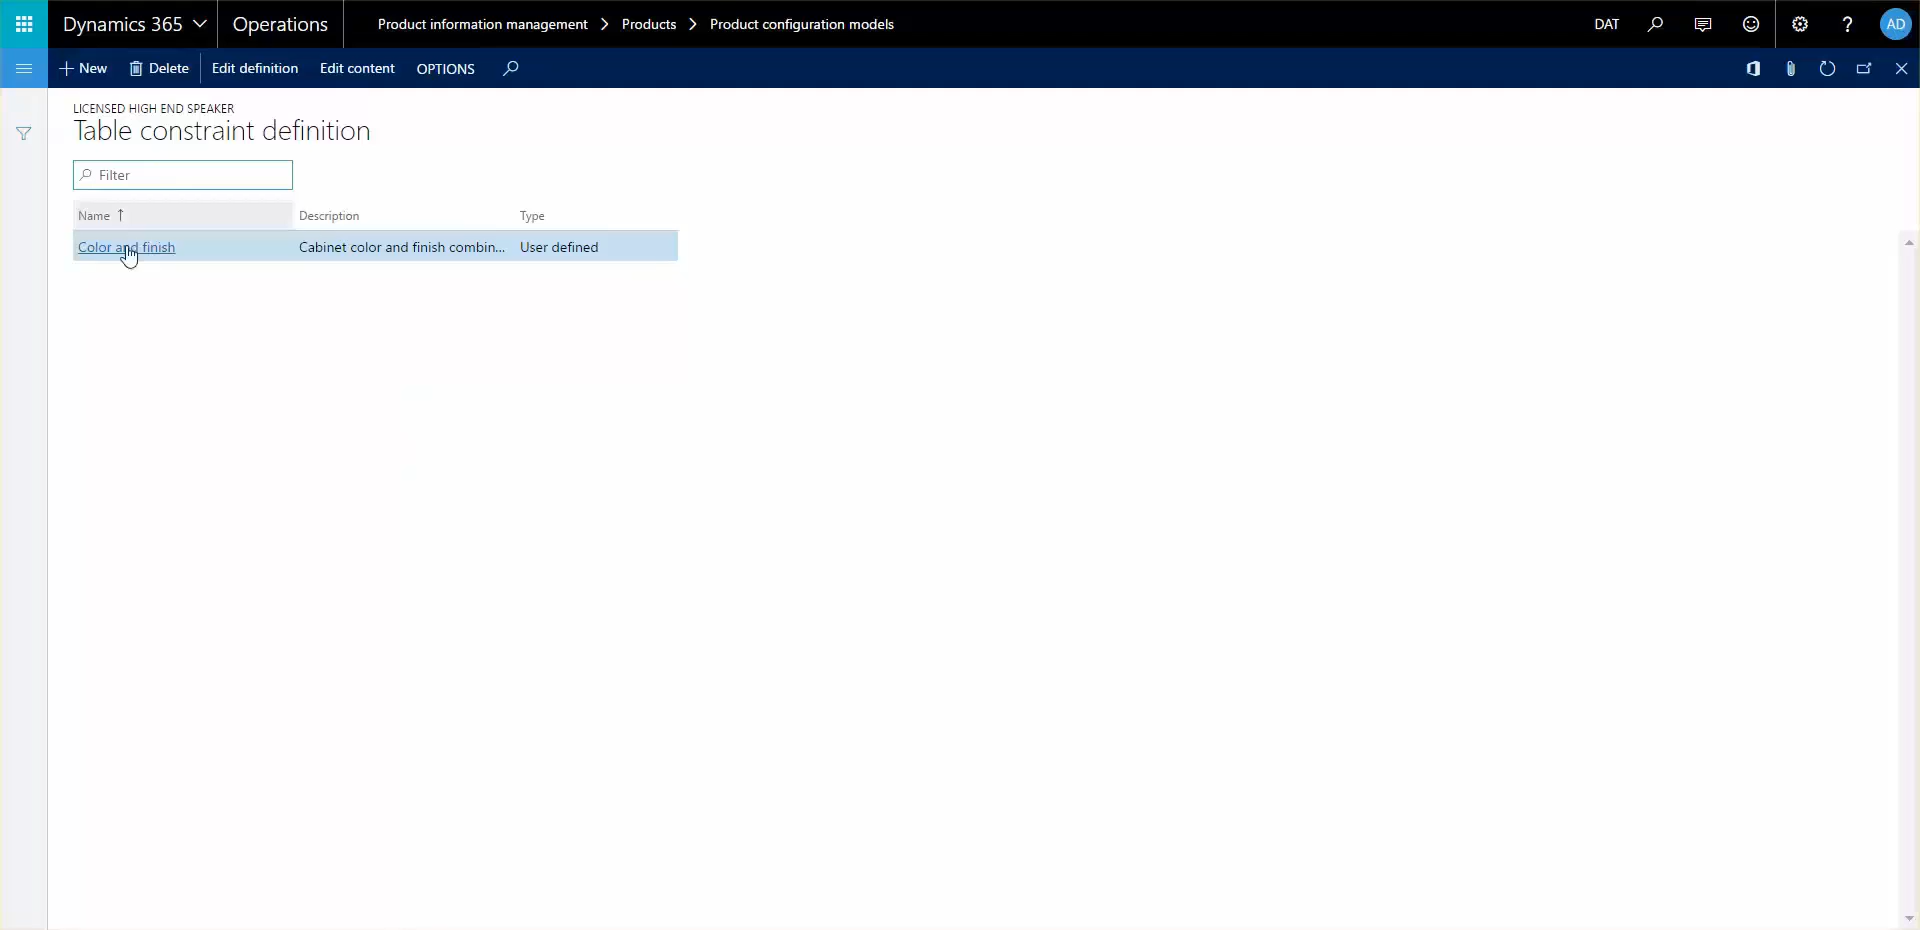 Dynamics 365 Operations Product information management > Products > Product configuration models DAT ? AD
+ New Delete Edit definition Edit content OPTIONS
LICENSED HIGH END SPEAKER
Table constraint definition
Filter
Name ↑ Description Type
Color and finish Cabinet color and finish combin... User defined